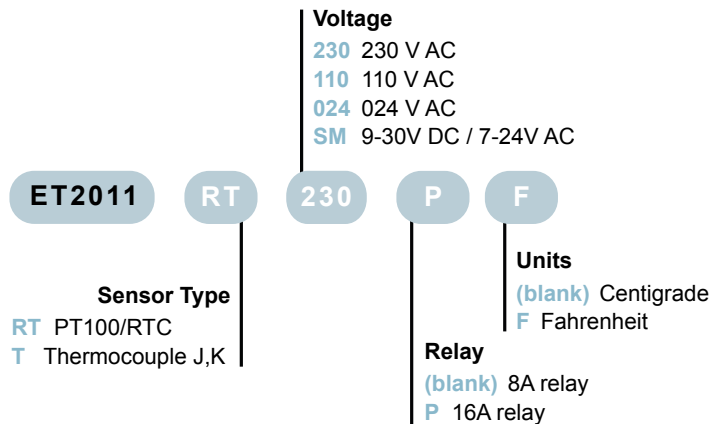 Voltage
230 230 V AC
110 110 V AC
024 024 V AC
SM 9-30V DC / 7-24V AC
ET2011 RT 230 P F
Sensor Type
RT PT100/RTC
T Thermocouple J,K
Units
(blank) Centigrade
F Fahrenheit
Relay
(blank) 8A relay
P 16A relay